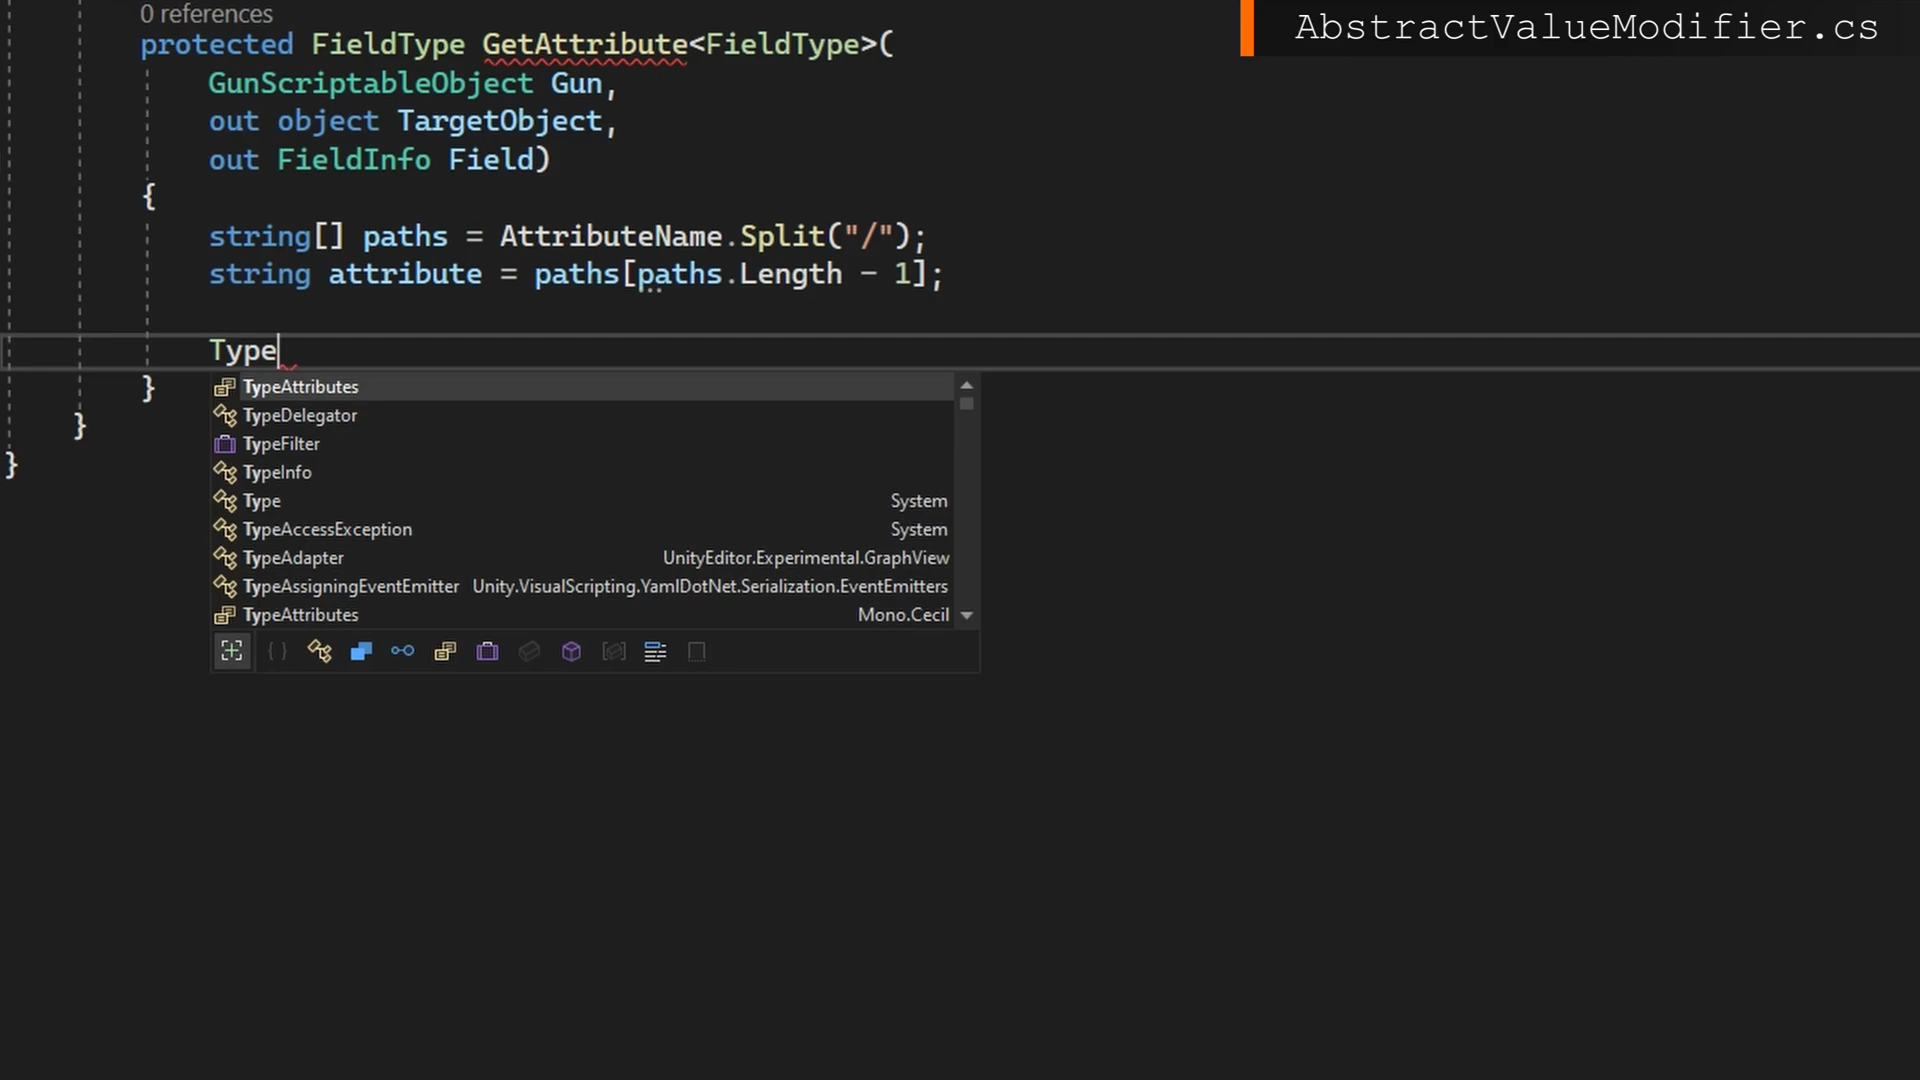 0 references
AbstractValueModifier.cs
protected FieldType GetAttribute<FieldType>(
GunScriptableObject Gun,
out object TargetObject,
out FieldInfo Field)
{
string[] paths = AttributeName.Split("/");
string attribute = paths[paths.Length - 1];
Type
}
}
}
TypeAttributes
TypeDelegator
TypeFilter
TypeInfo
Type System
TypeAccessException System
TypeAdapter UnityEditor.Experimental.GraphView
TypeAssigningEventEmitter Unity.VisualScripting.YamlDotNet.Serialization.EventEmitters
TypeAttributes Mono.Cecil